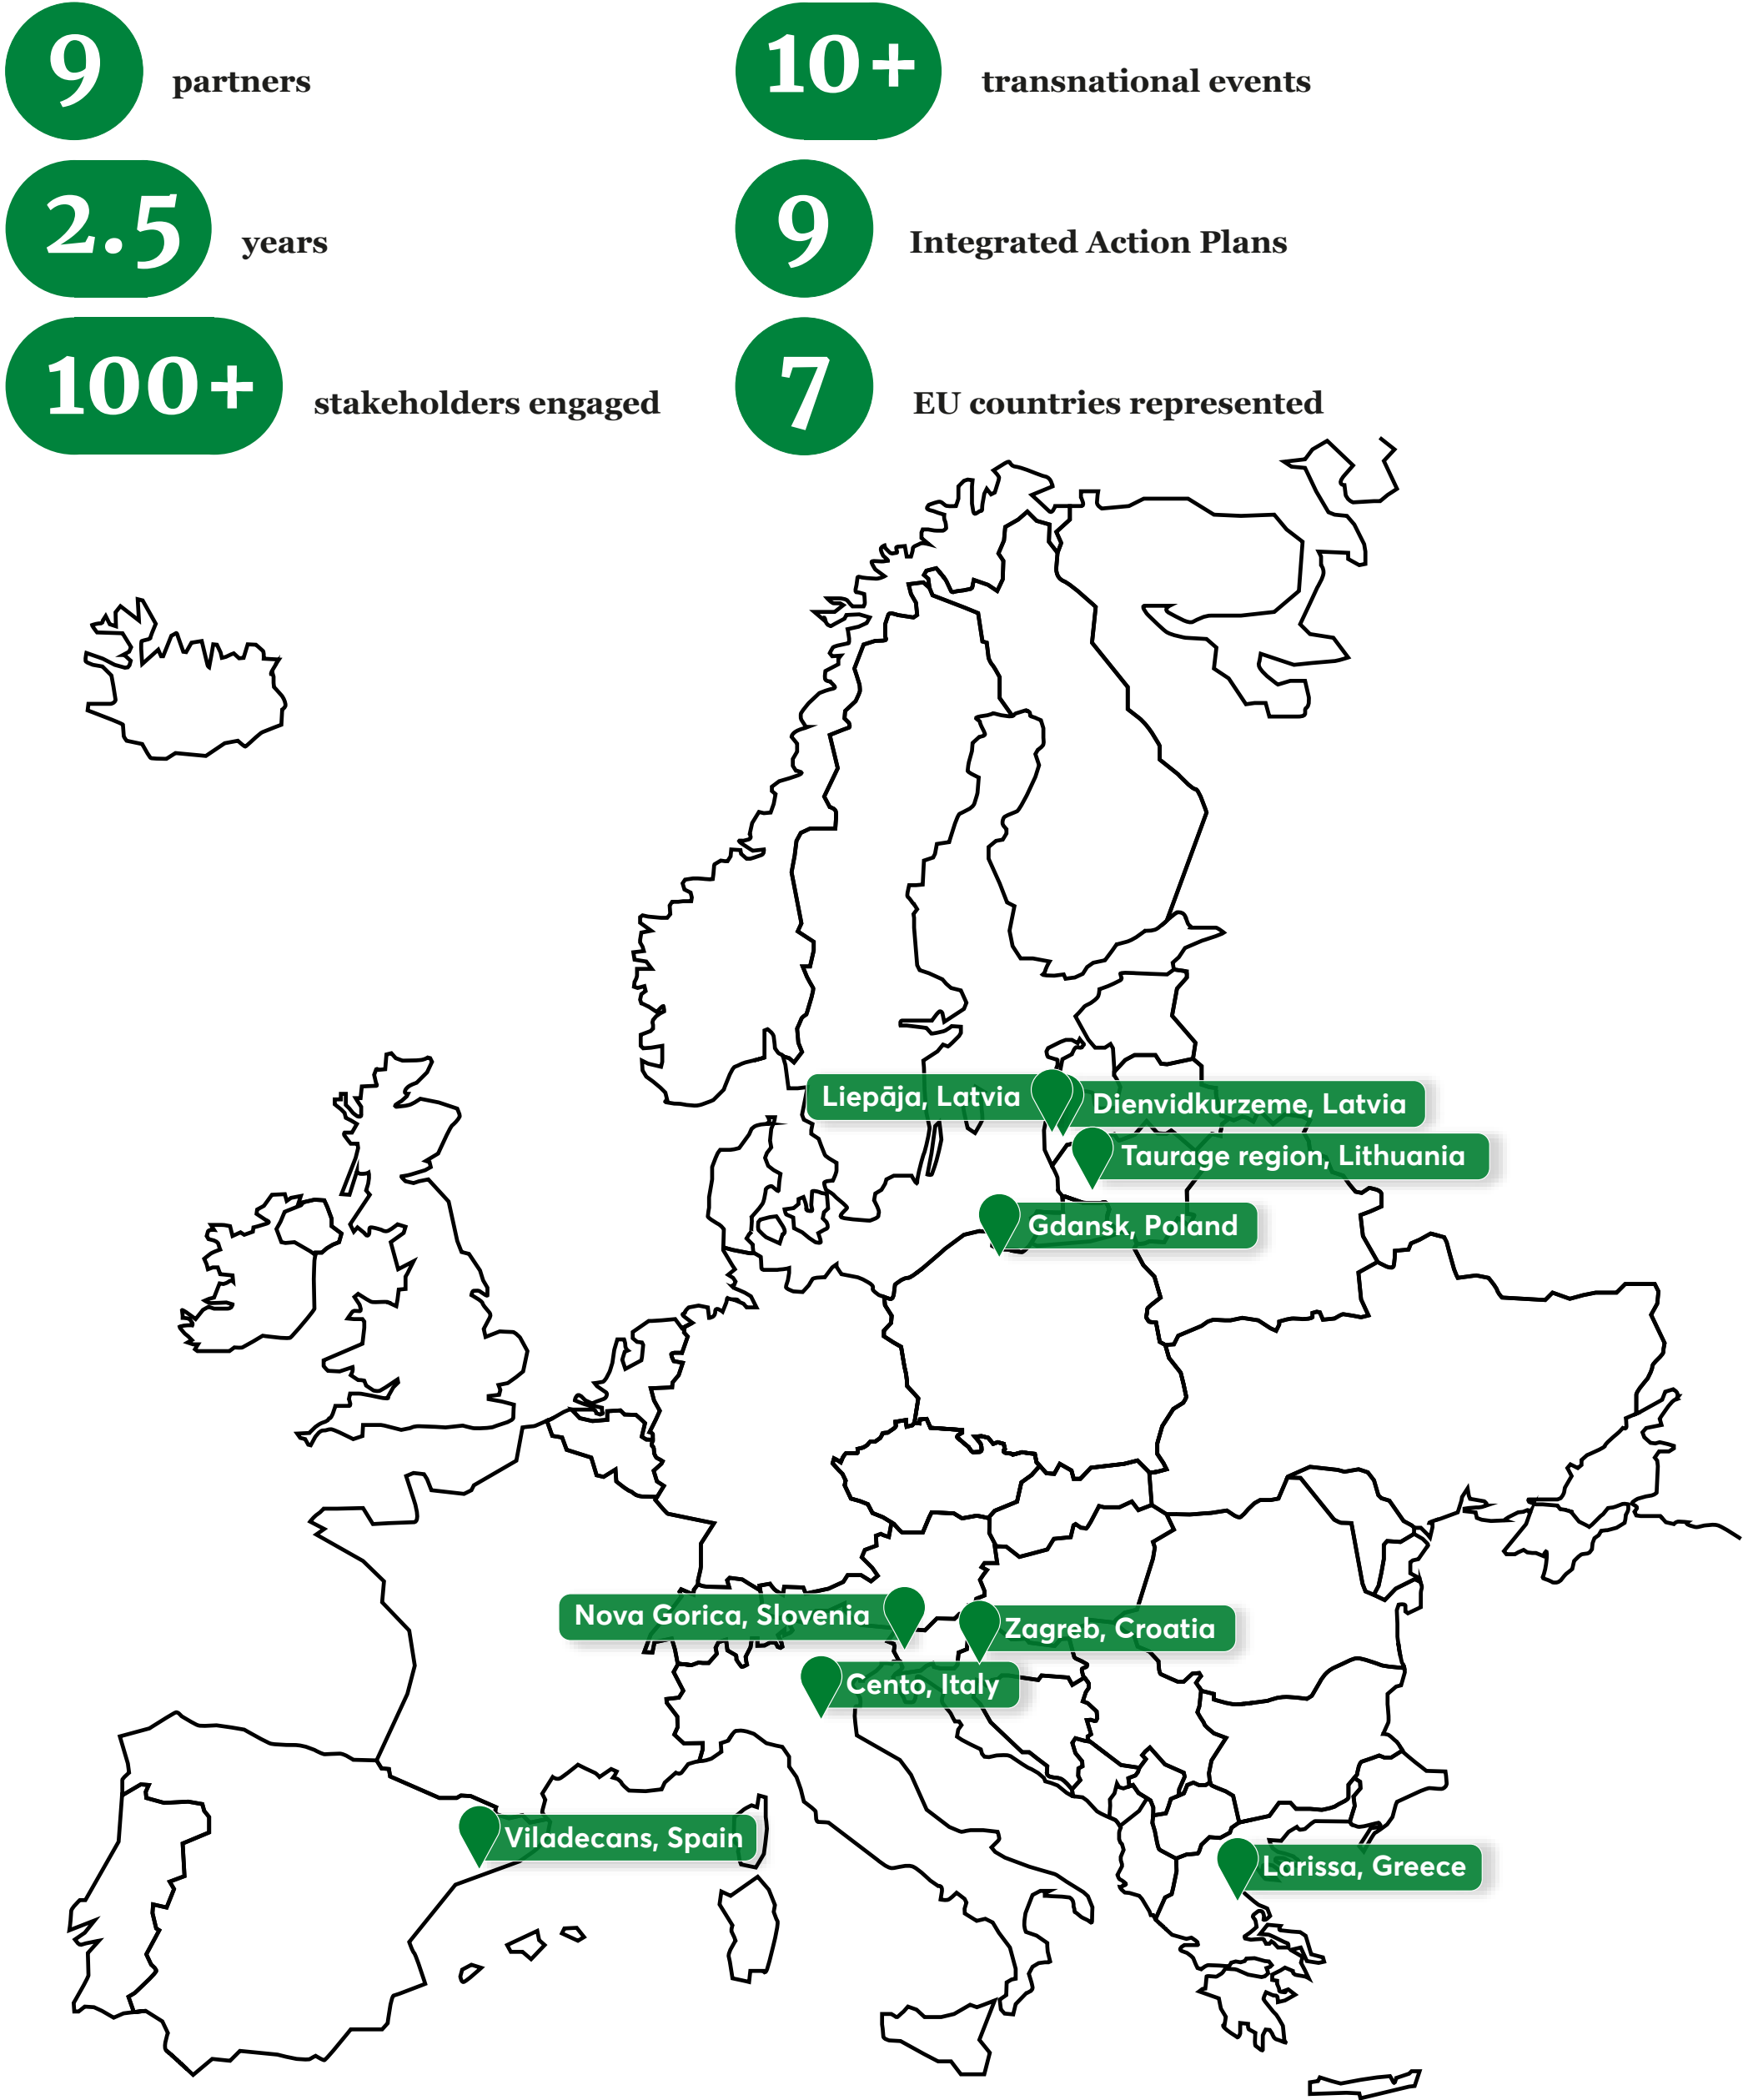 9 partners
10+ transnational events
2.5 years
9 Integrated Action Plans
100+ stakeholders engaged
7 EU countries represented
Liepāja, Latvia
Dienvidkurzeme, Latvia
Taurage region, Lithuania
Gdansk, Poland
Nova Gorica, Slovenia
Zagreb, Croatia
Cento, Italy
Viladecans, Spain
Larissa, Greece